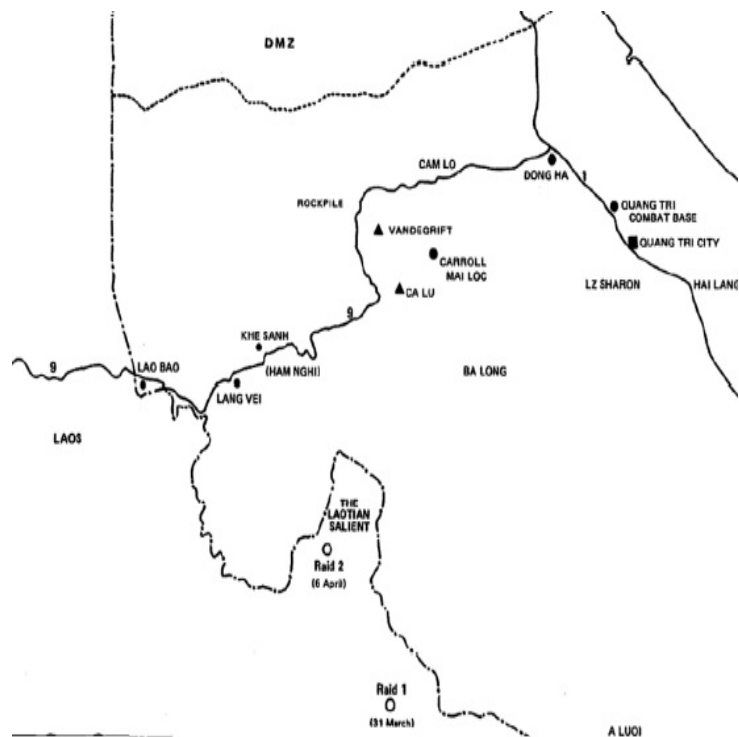 DMZ
CAM LO
DONG HA
1
ROCKPILE
QUANG TRI
COMBAT BASE
VANDEGRIFT
QUANG TRI CITY
CARROLL
MAI LOC
LZ SHARON
HAI LANG
CA LU
9
KHE SANH
9
LAO BAO
(HAM NGHI)
BA LONG
LANG VEI
LAOS
THE
LAOTIAN
SALIENT
Raid 2
(6 April)
Raid 1
(31 March)
A LUOI